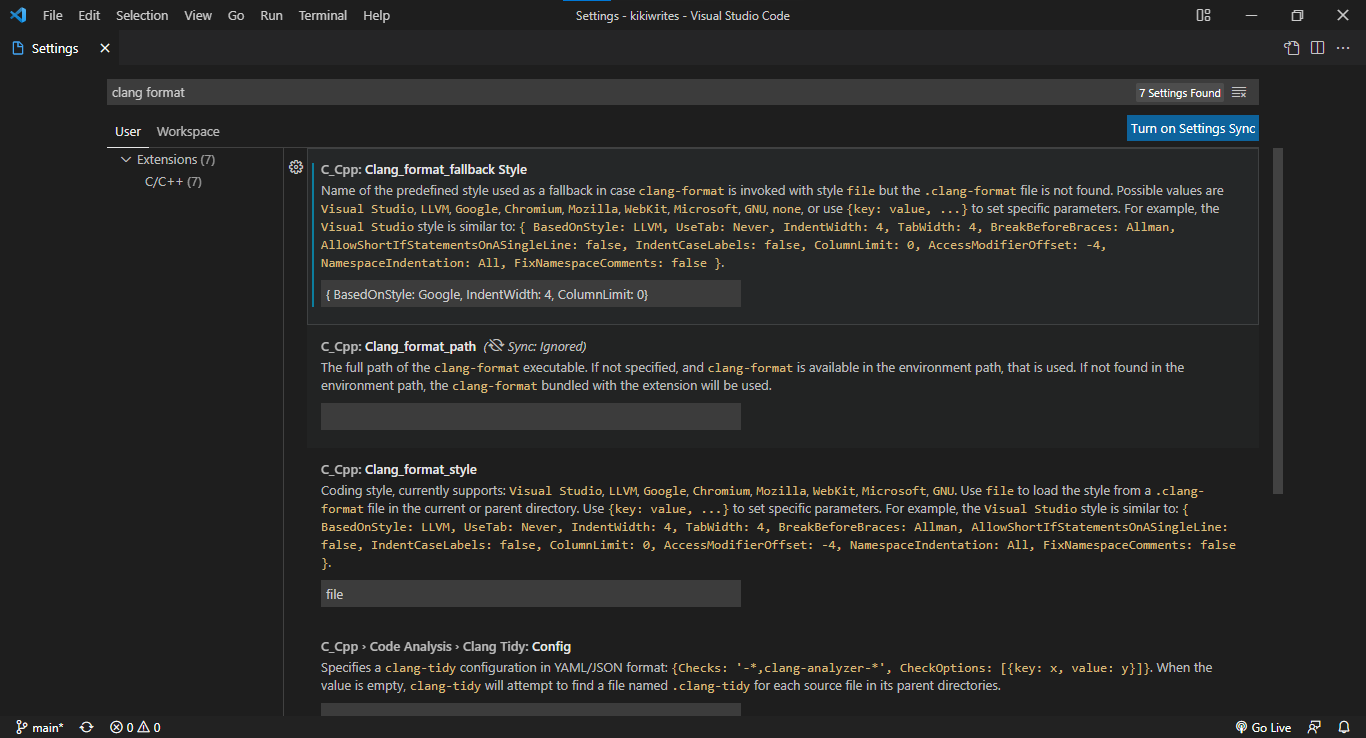 File Edit Selection View Go Run Terminal Help Settings - kikiwrites - Visual Studio Code
Settings
clang format 7 Settings Found
User Workspace Turn on Settings Sync
Extensions (7)
C/C++ (7)
C_Cpp: Clang_format_fallback Style
Name of the predefined style used as a fallback in case clang-format is invoked with style file but the .clang-format file is not found. Possible values are
Visual Studio, LLVM, Google, Chromium, Mozilla, WebKit, Microsoft, GNU, none, or use {key: value, ...} to set specific parameters. For example, the
Visual Studio style is similar to: { BasedOnStyle: LLVM, UseTab: Never, IndentWidth: 4, TabWidth: 4, BreakBeforeBraces: Allman,
AllowShortIfStatementsOnASingleLine: false, IndentCaseLabels: false, ColumnLimit: 0, AccessModifierOffset: -4,
NamespaceIndentation: All, FixNamespaceComments: false }.
{ BasedOnStyle: Google, IndentWidth: 4, ColumnLimit: 0}
C_Cpp: Clang_format_path (Sync: Ignored)
The full path of the clang-format executable. If not specified, and clang-format is available in the environment path, that is used. If not found in the
environment path, the clang-format bundled with the extension will be used.
C_Cpp: Clang_format_style
Coding style, currently supports: Visual Studio, LLVM, Google, Chromium, Mozilla, WebKit, Microsoft, GNU. Use file to load the style from a .clang-
format file in the current or parent directory. Use {key: value, ...} to set specific parameters. For example, the Visual Studio style is similar to: {
BasedOnStyle: LLVM, UseTab: Never, IndentWidth: 4, TabWidth: 4, BreakBeforeBraces: Allman, AllowShortIfStatementsOnASingleLine:
false, IndentCaseLabels: false, ColumnLimit: 0, AccessModifierOffset: -4, NamespaceIndentation: All, FixNamespaceComments: false
}.
file
C_Cpp › Code Analysis › Clang Tidy: Config
Specifies a clang-tidy configuration in YAML/JSON format: {Checks: '-*,clang-analyzer-*', CheckOptions: [{key: x, value: y}]}. When the
value is empty, clang-tidy will attempt to find a file named .clang-tidy for each source file in its parent directories.
main* 0 0 Go Live